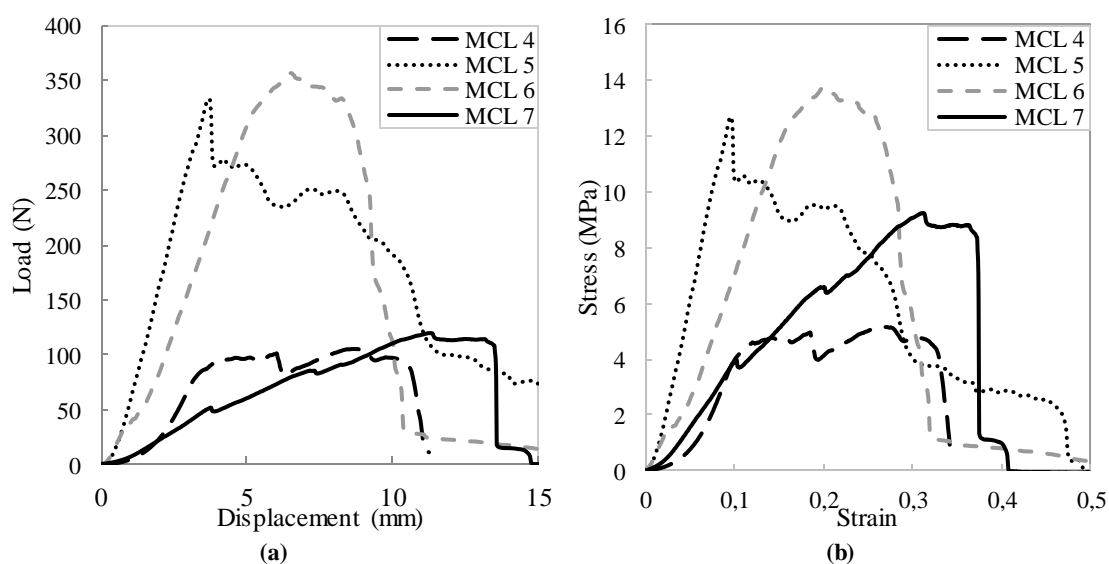 400
350
300
250
200
150
100
50
0
Load (N)
0 5 10 15
Displacement (mm)
MCL 4
MCL 5
MCL 6
MCL 7
(a)
16
14
12
10
8
6
4
2
0
Stress (MPa)
0 0,1 0,2 0,3 0,4 0,5
Strain
MCL 4
MCL 5
MCL 6
MCL 7
(b)